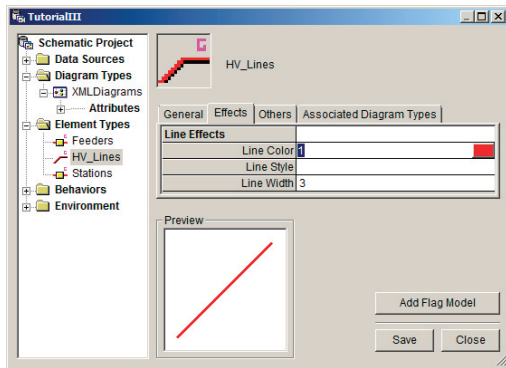 TutorialIII
Schematic Project
Data Sources
Diagram Types
XMLDiagrams
Attributes
Element Types
Feeders
HV_Lines
Stations
Behaviors
Environment
G
HV_Lines
General Effects Others Associated Diagram Types
Line Effects
Line Color 1
Line Style
Line Width 3
Preview
Add Flag Model
Save Close